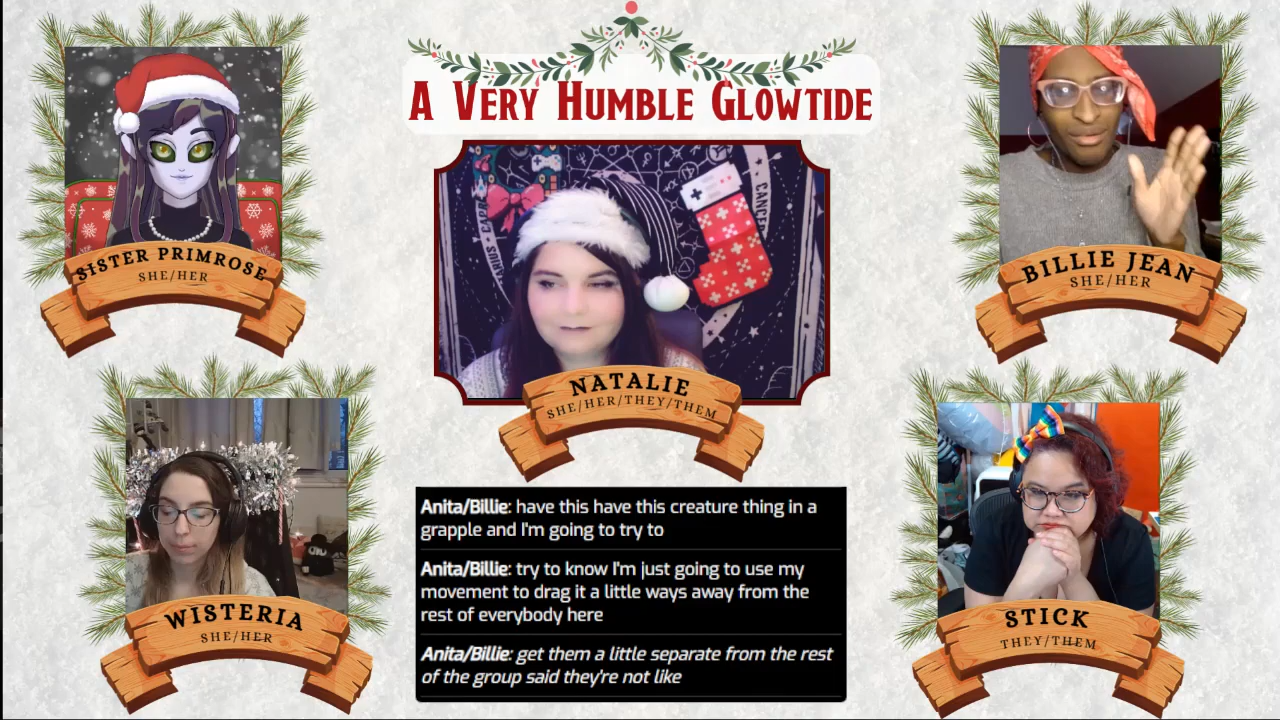 A Very Humble Glowtide
SISTER PRIMROSE
SHE/HER
BILLIE JEAN
SHE/HER
CANCER
NATALIE
SHE/HER/THEY/THEM
Anita/Billie: have this have this creature thing in a
grapple and I'm going to try to
Anita/Billie: try to know I'm just going to use my
movement to drag it a little ways away from the
rest of everybody here
Anita/Billie: get them a little separate from the rest
of the group said they're not like
WISTERIA
SHE/HER
STICK
THEY/THEM